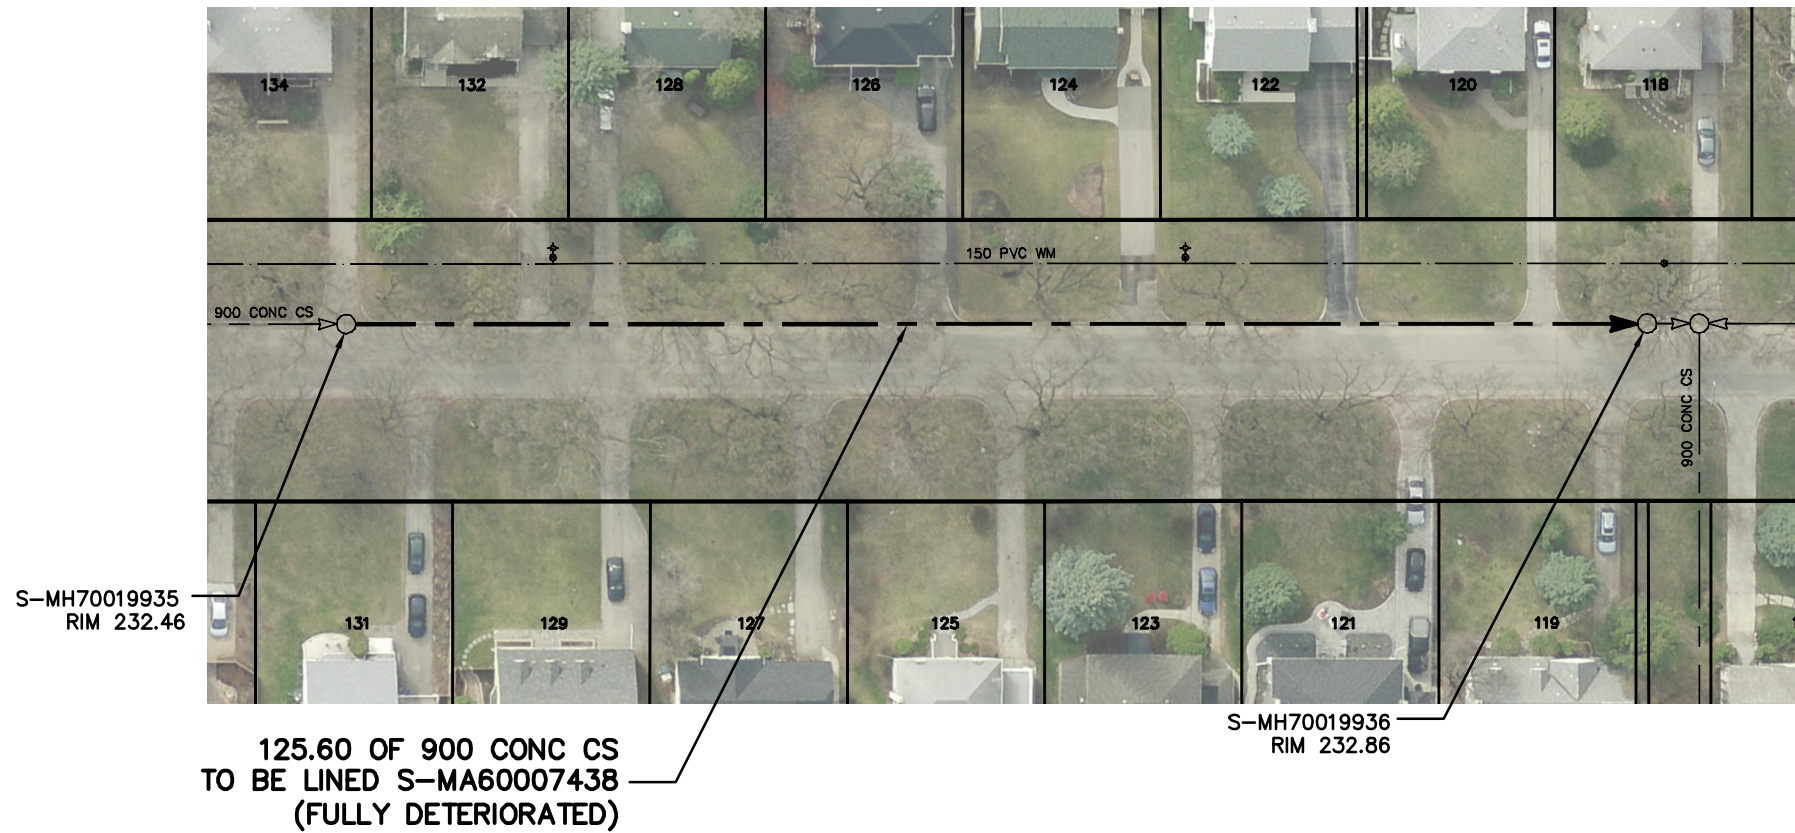 134
132
128
126
124
122
120
118
150 PVC WM
900 CONC CS
900 CONC CS
S-MH70019935
RIM 232.46
131
129
127
125
123
121
119
S-MH70019936
RIM 232.86
125.60 OF 900 CONC CS
TO BE LINED S-MA60007438
(FULLY DETERIORATED)